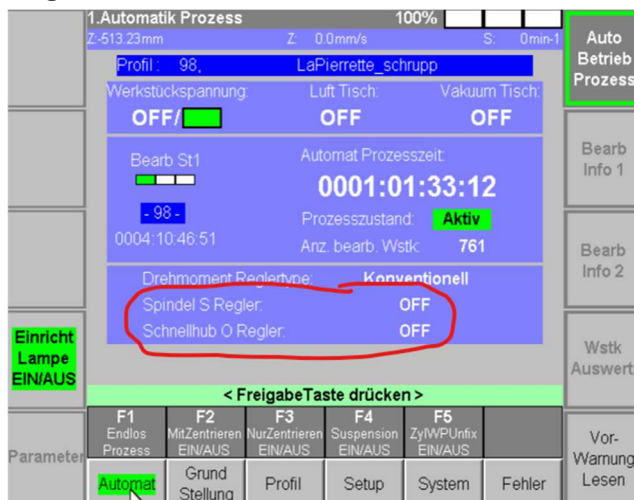 1.Automatik Prozess 100%
Z:-513.23mm Z: 0.0mm/s S: 0min-1
Profil: 98, LaPierrette_schrupp
Werkstückspannung: Luft Tisch: Vakuum Tisch:
OFF/ OFF OFF
Bearb St1 Automat Prozesszeit:
0001:01:33:12
- 98 - Prozesszustand: Aktiv
0004:10:46:51 Anz. bearb. Wstk: 761
Drehmoment Reglertype: Konventionell
Spindel S Regler: OFF
Schnellhub O Regler: OFF
< FreigabeTaste drücken >
F1 F2 F3 F4 F5
Endlos MitZentrieren NurZentrieren Suspension ZylWPUnfix
Prozess EIN/AUS EIN/AUS EIN/AUS EIN/AUS
Automat Grund Stellung Profil Setup System Fehler
Einricht
Lampe
EIN/AUS
Parameter
Auto
Betrieb
Prozess
Bearb
Info 1
Bearb
Info 2
Wstk
Auswert
Vor-
Warnung
Lesen